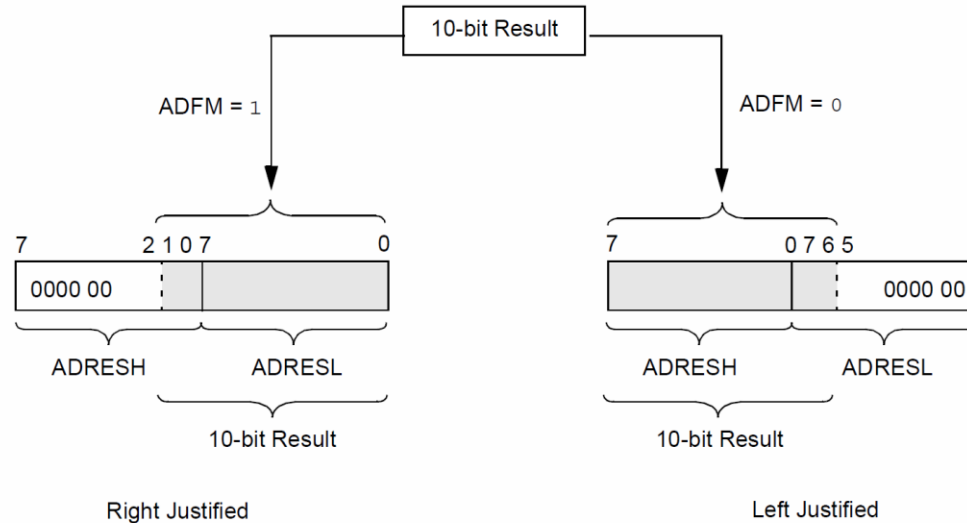 10-bit Result
ADFM = 1
ADFM = 0
7 2 1 0 7 0
7 0 7 6 5
0000 00
0000 00
ADRESH ADRESL
ADRESH ADRESL
10-bit Result
10-bit Result
Right Justified
Left Justified